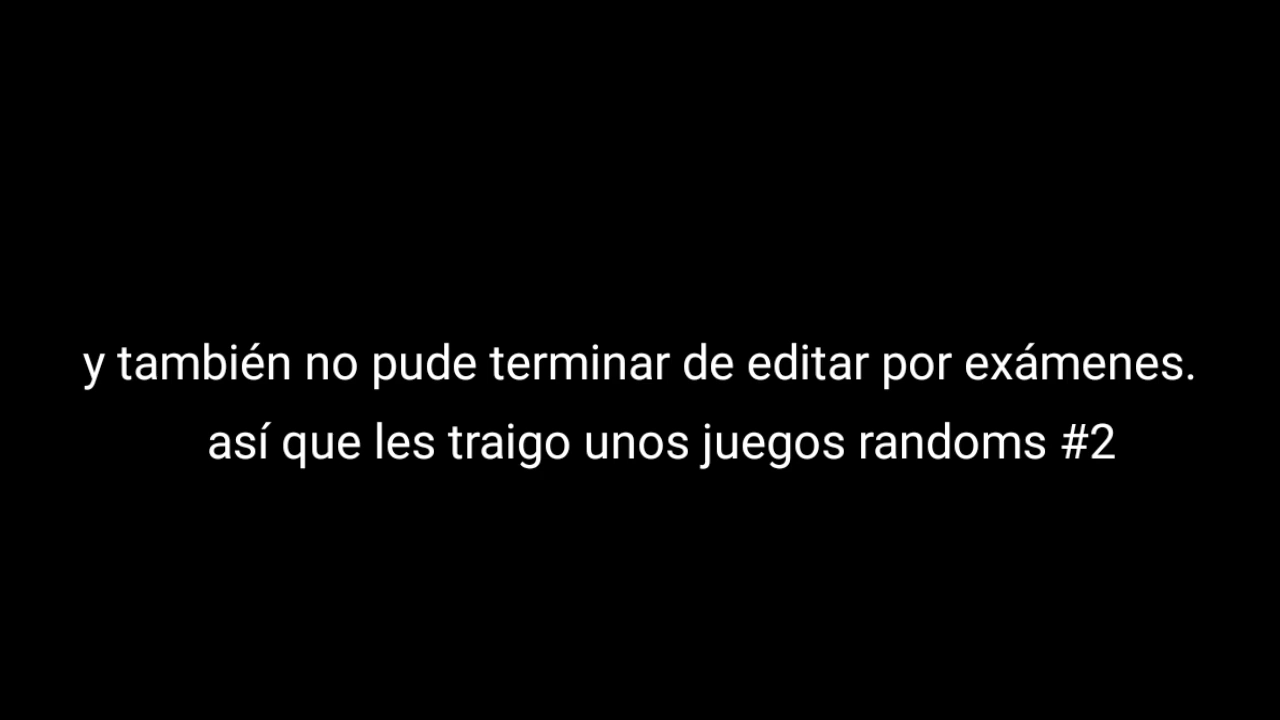 y también no pude terminar de editar por exámenes.
así que les traigo unos juegos randoms #2